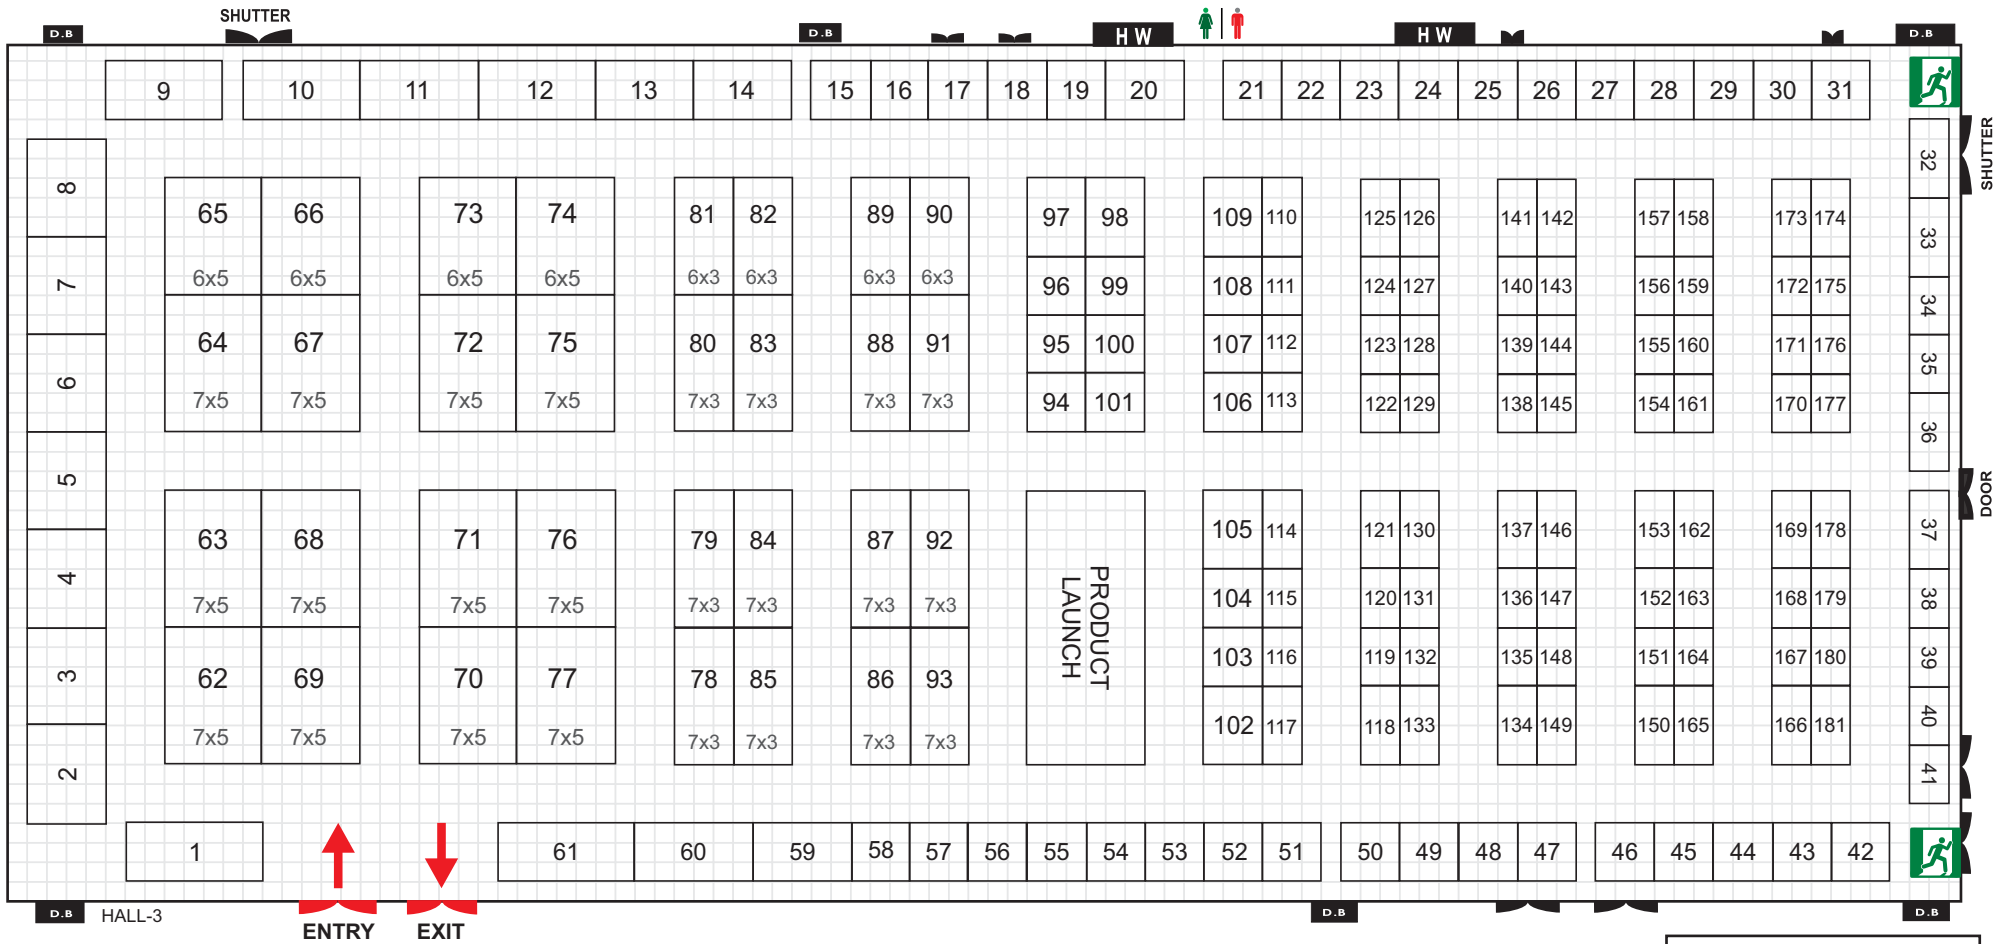 SHUTTER
D.B
D.B
H W
H W
D.B
9 10 11 12 13 14 15 16 17 18 19 20 21 22 23 24 25 26 27 28 29 30 31
SHUTTER
8 7 6 5 4 3 2
32 33 34 35 36 37 38 39 40 41
DOOR
65 66 73 74 81 82 89 90 97 98 109 110 125 126 141 142 157 158 173 174
6x5 6x5 6x5 6x5 6x3 6x3 6x3 6x3
96 99 108 111 124 127 140 143 156 159 172 175
64 67 72 75 80 83 88 91 95 100 107 112 123 128 139 144 155 160 171 176
7x5 7x5 7x5 7x5 7x3 7x3 7x3 7x3
94 101 106 113 122 129 138 145 154 161 170 177
63 68 71 76 79 84 87 92 105 114 121 130 137 146 153 162 169 178
7x5 7x5 7x5 7x5 7x3 7x3 7x3 7x3
104 115 120 131 136 147 152 163 168 179
PRODUCT
LAUNCH
62 69 70 77 78 85 86 93 103 116 119 132 135 148 151 164 167 180
7x5 7x5 7x5 7x5 7x3 7x3 7x3 7x3
102 117 118 133 134 149 150 165 166 181
1 61 60 59 58 57 56 55 54 53 52 51 50 49 48 47 46 45 44 43 42
D.B
HALL-3
ENTRY
EXIT
D.B
D.B